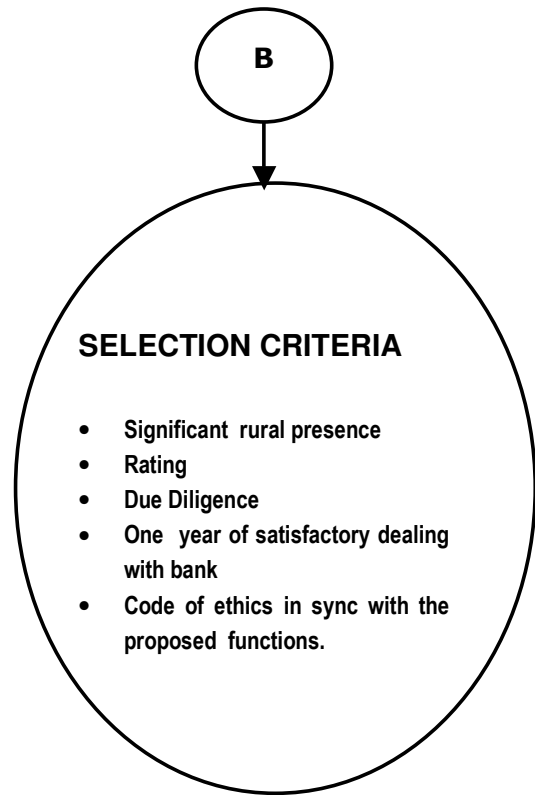 B
SELECTION CRITERIA
• Significant rural presence
• Rating
• Due Diligence
• One year of satisfactory dealing
with bank
• Code of ethics in sync with the
proposed functions.